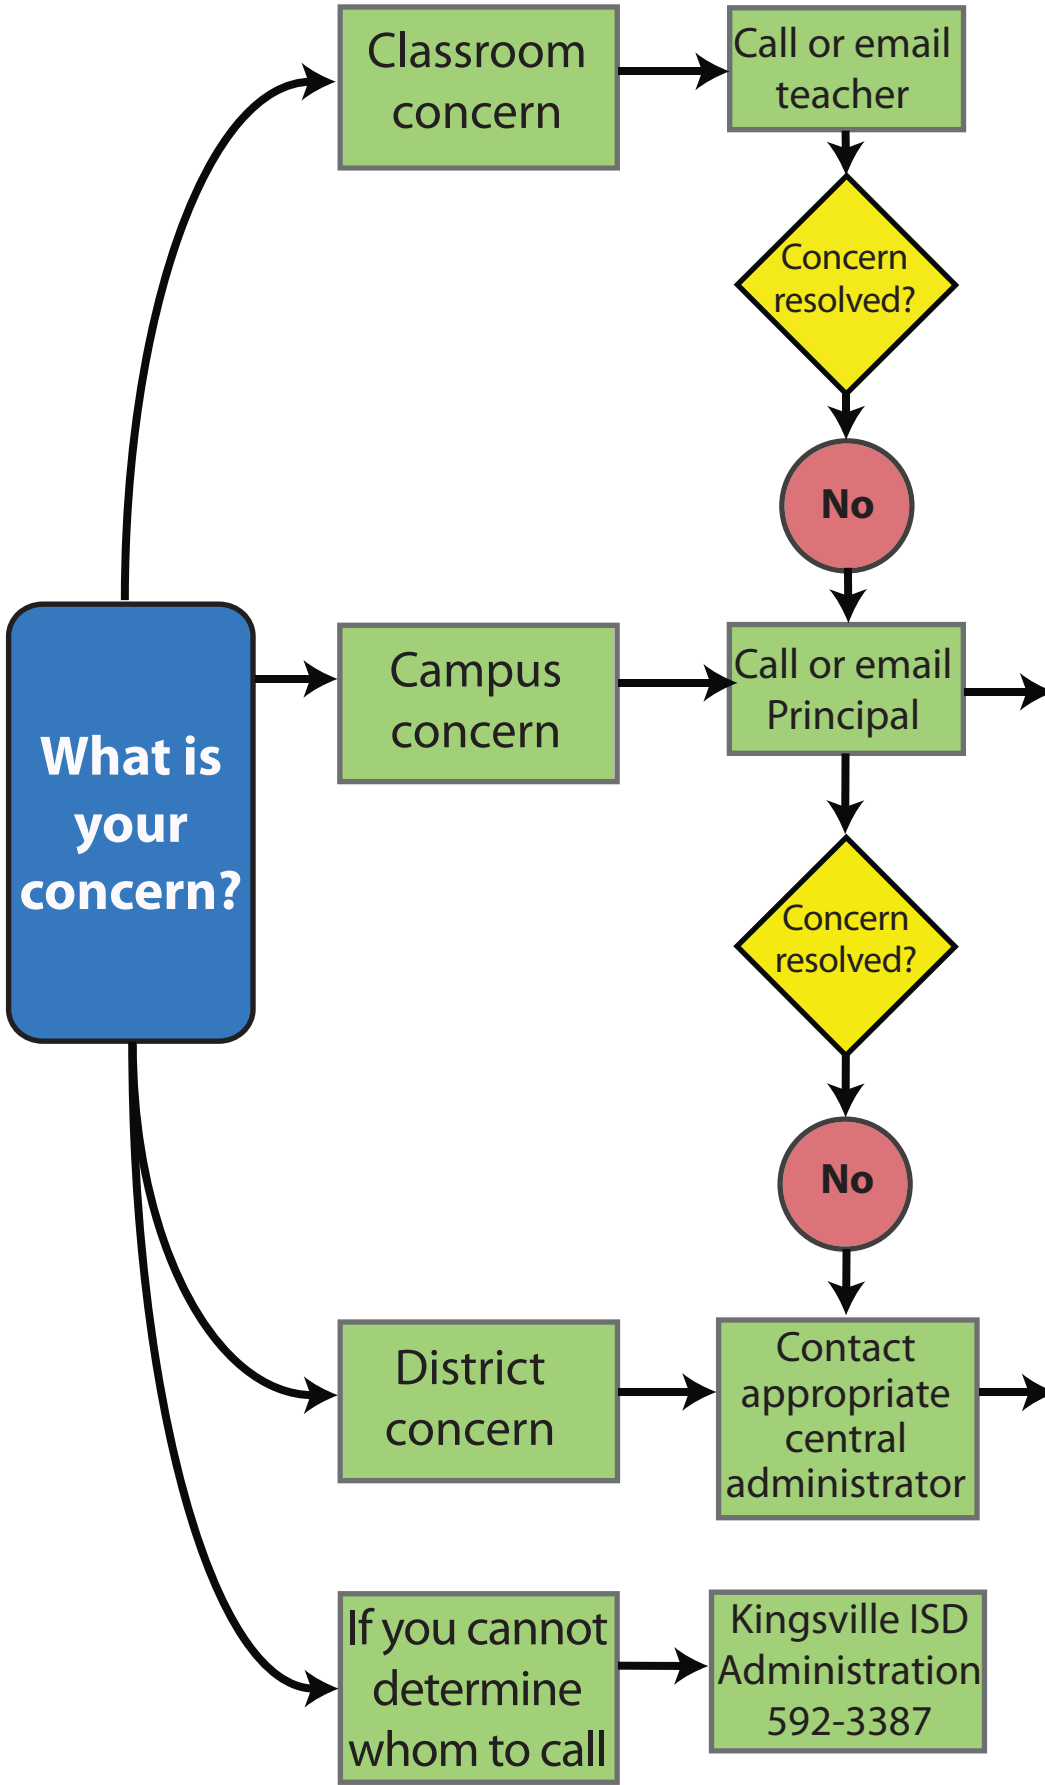 Classroom
concern
Call or email
teacher
Concern
resolved?
No
What is
your
concern?
Campus
concern
Call or email
Principal
Concern
resolved?
No
District
concern
Contact
appropriate
central
administrator
If you cannot
determine
whom to call
Kingsville ISD
Administration
592-3387